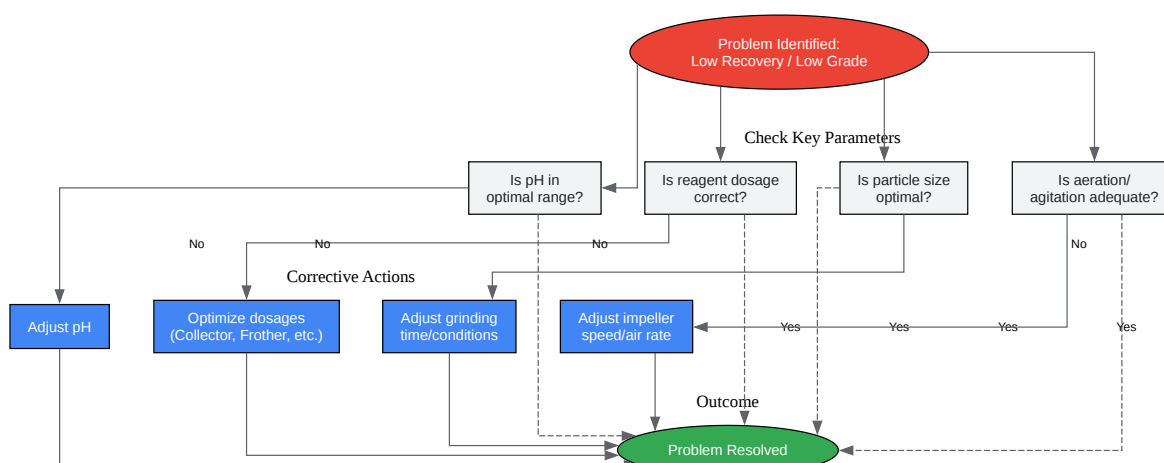 Problem Identified:
Low Recovery / Low Grade
Check Key Parameters
Is pH in
optimal range?
Is reagent dosage
correct?
Is particle size
optimal?
Is aeration/
agitation adequate?
No
No
No
No
Corrective Actions
Adjust pH
Optimize dosages
(Collector, Frother, etc.)
Adjust grinding
time/conditions
Adjust impeller
speed/air rate
Yes
Yes
Yes
Yes
Outcome
Problem Resolved